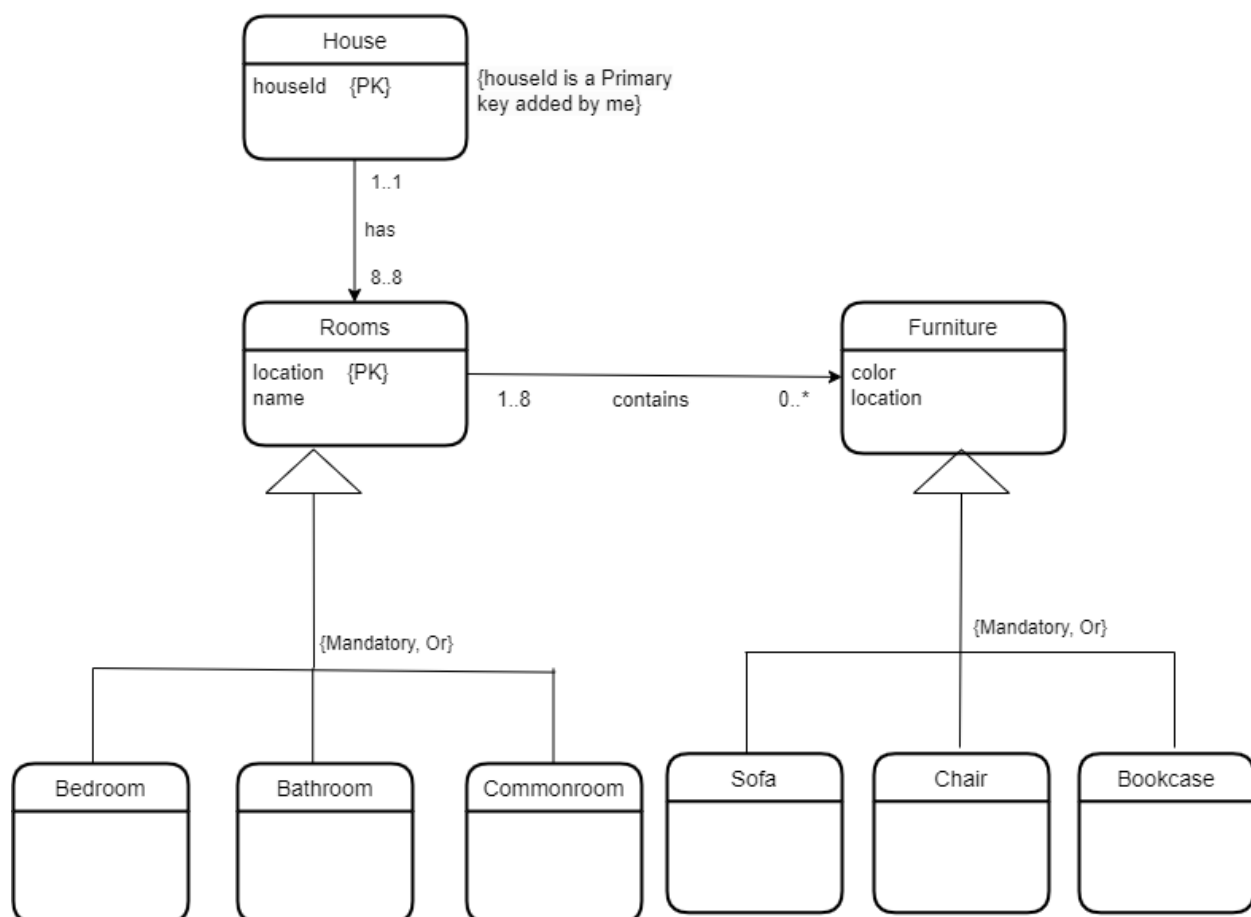 House
houseId {PK}
{houseId is a Primary
key added by me}
1..1
has
8..8
Rooms
location {PK}
name
1..8 contains 0..*
Furniture
color
location
{Mandatory, Or}
{Mandatory, Or}
Bedroom
Bathroom
Commonroom
Sofa
Chair
Bookcase